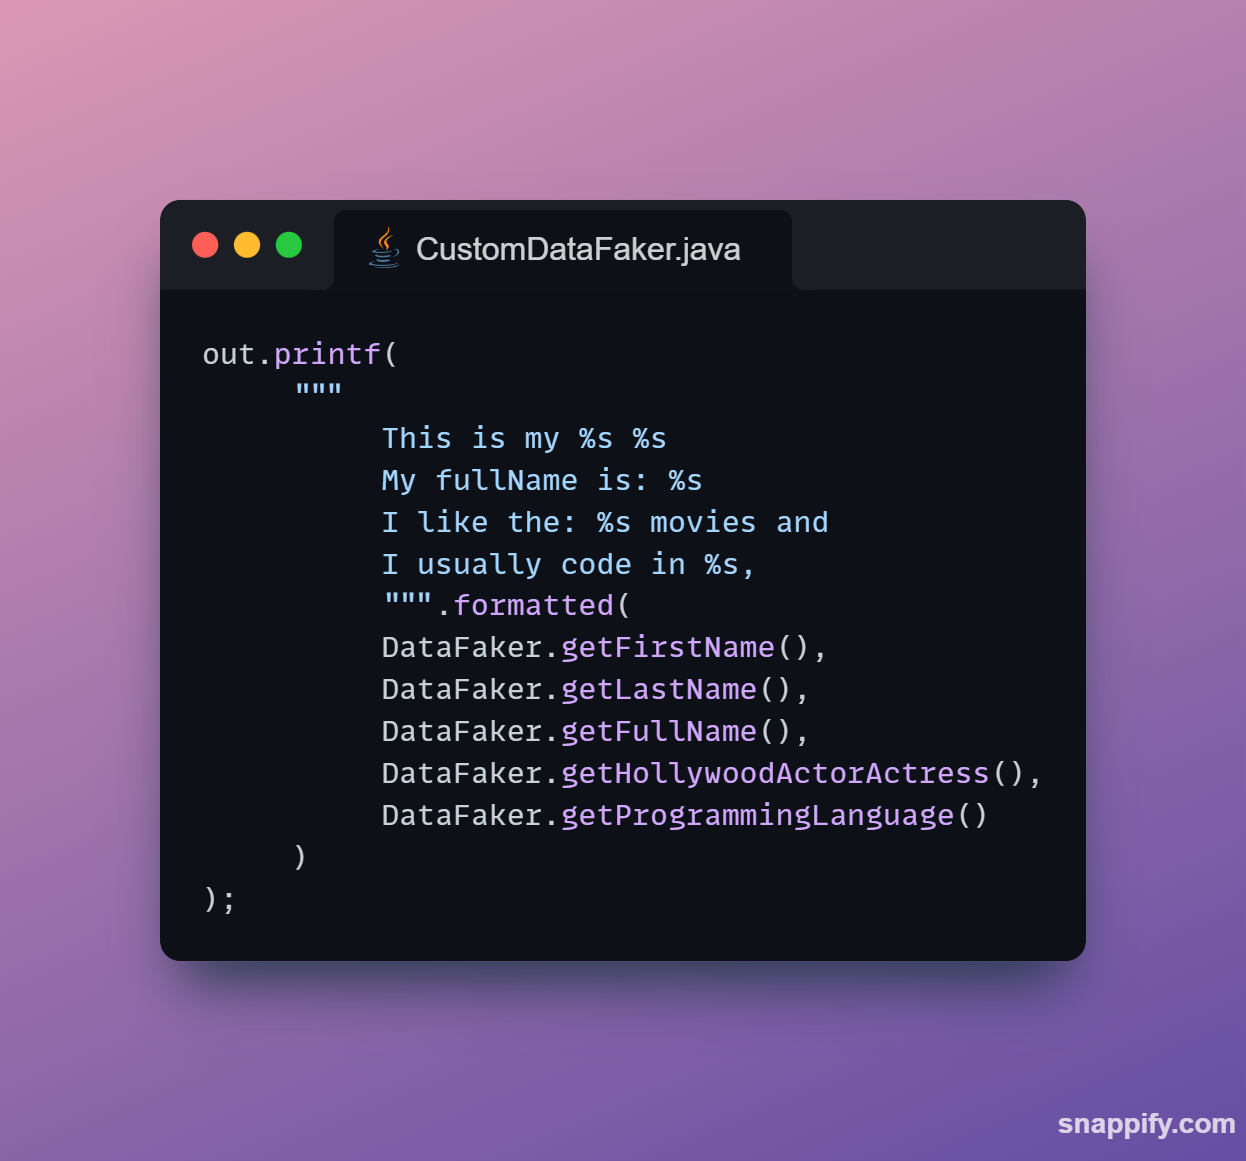 CustomDataFaker.java
out.printf(
"""
This is my %s %s
My fullName is: %s
I like the: %s movies and
I usually code in %s,
""".formatted(
DataFaker.getFirstName(),
DataFaker.getLastName(),
DataFaker.getFullName(),
DataFaker.getHollywoodActorActress(),
DataFaker.getProgrammingLanguage()
)
);
snappify.com